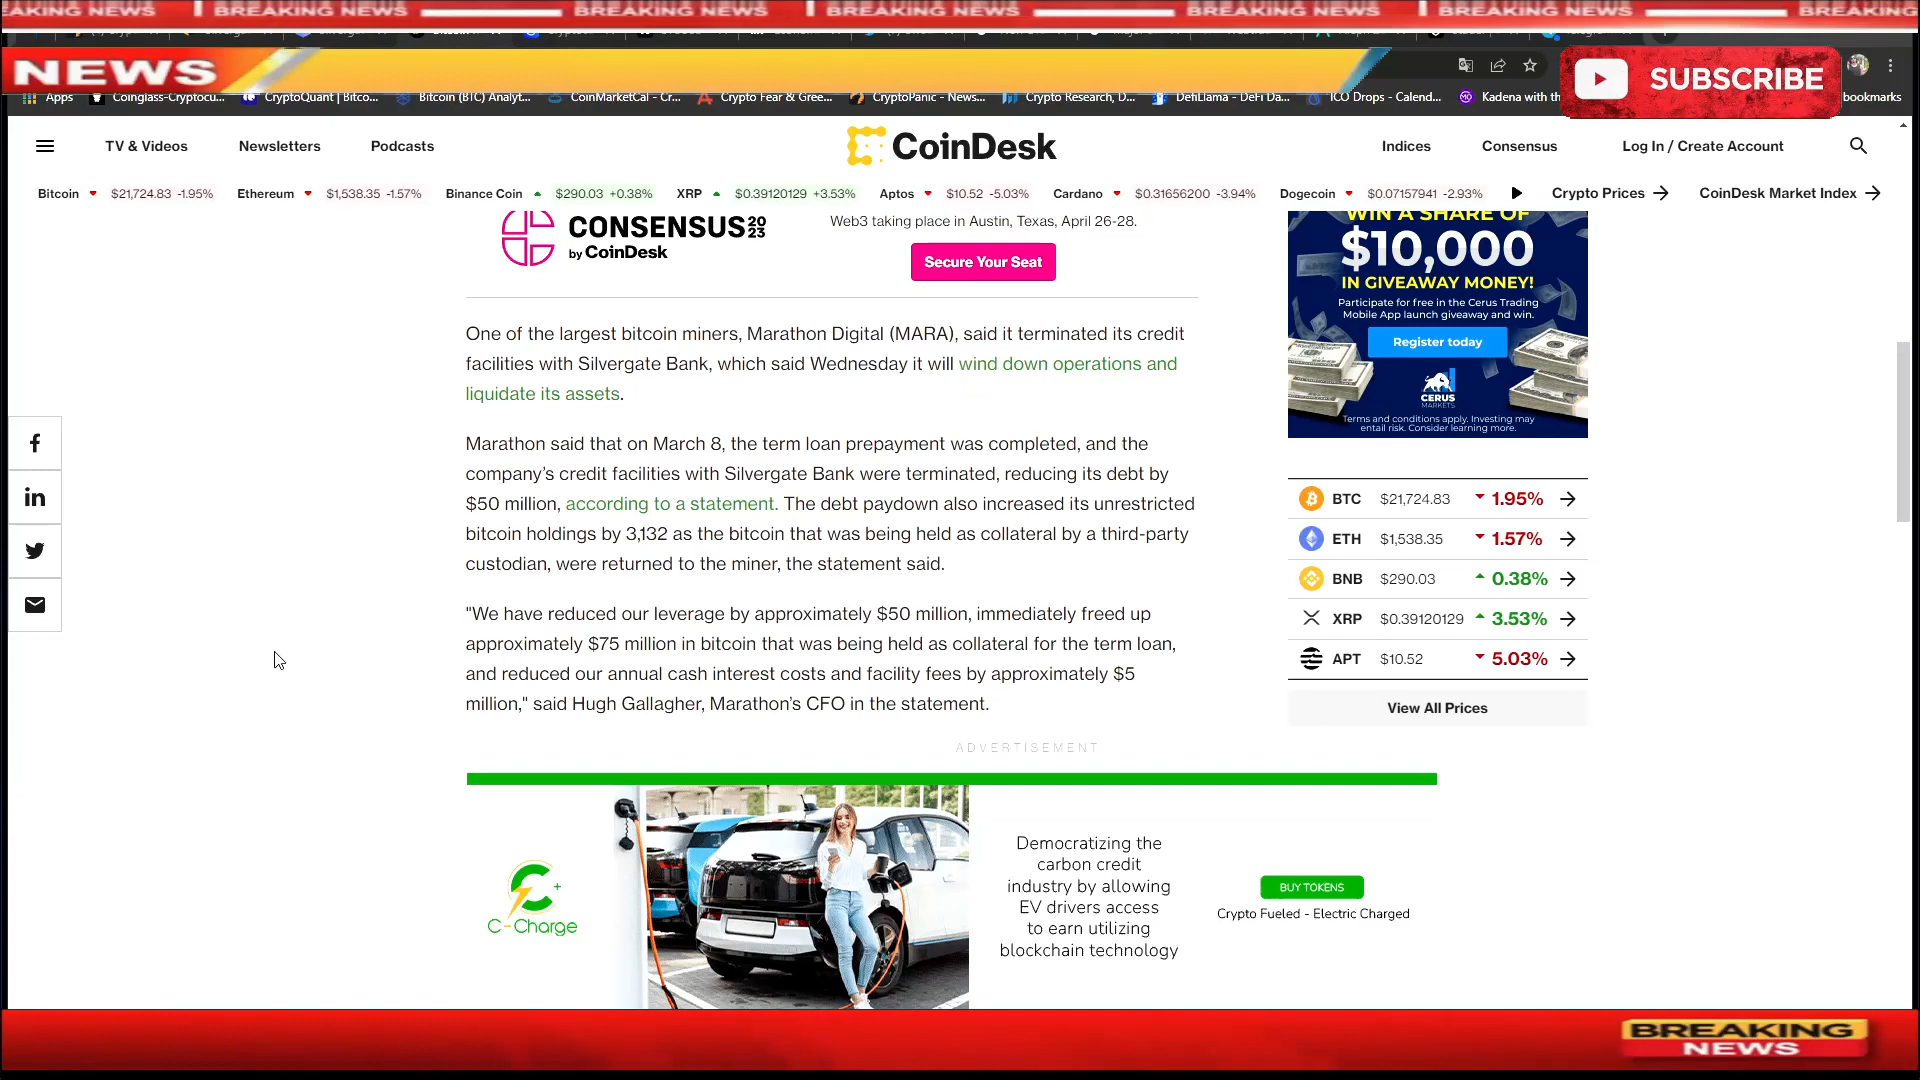 AKING NEWS BREAKING NEWS BREAKING NEWS BREAKING NEWS BREAKING NEWS BREAKING NEWS BREAKING
NEWS
SUBSCRIBE
Apps Coinglass-Cryptocu... CryptoQuant | Bitco... Bitcoin (BTC) Analyt... CoinMarketCal - Cr... Crypto Fear & Gree... CryptoPanic - News... Crypto Research, D... DefiLlama - DeFi Da... ICO Drops - Calend... Kadena with th bookmarks
TV & Videos Newsletters Podcasts CoinDesk Indices Consensus Log In / Create Account
Bitcoin $21,724.83 -1.95% Ethereum $1,538.35 -1.57% Binance Coin $290.03 +0.38% XRP $0.39120129 +3.53% Aptos $10.52 -5.03% Cardano $0.31656200 -3.94% Dogecoin $0.07157941 -2.93% Crypto Prices CoinDesk Market Index
CONSENSUS 2023
by CoinDesk
Web3 taking place in Austin, Texas, April 26-28.
Secure Your Seat
WIN A SHARE OF
$10,000
IN GIVEAWAY MONEY!
Participate for free in the Cerus Trading
Mobile App launch giveaway and win.
Register today
CERUS
MARKETS
Terms and conditions apply. Investing may
entail risk. Consider learning more.
One of the largest bitcoin miners, Marathon Digital (MARA), said it terminated its credit
facilities with Silvergate Bank, which said Wednesday it will wind down operations and
liquidate its assets.
Marathon said that on March 8, the term loan prepayment was completed, and the
company's credit facilities with Silvergate Bank were terminated, reducing its debt by
$50 million, according to a statement. The debt paydown also increased its unrestricted
bitcoin holdings by 3,132 as the bitcoin that was being held as collateral by a third-party
custodian, were returned to the miner, the statement said.
"We have reduced our leverage by approximately $50 million, immediately freed up
approximately $75 million in bitcoin that was being held as collateral for the term loan,
and reduced our annual cash interest costs and facility fees by approximately $5
million," said Hugh Gallagher, Marathon's CFO in the statement.
BTC $21,724.83 1.95%
ETH $1,538.35 1.57%
BNB $290.03 0.38%
XRP $0.39120129 3.53%
APT $10.52 5.03%
View All Prices
ADVERTISEMENT
C-Charge
Democratizing the
carbon credit
industry by allowing
EV drivers access
to earn utilizing
blockchain technology
BUY TOKENS
Crypto Fueled - Electric Charged
BREAKING
NEWS